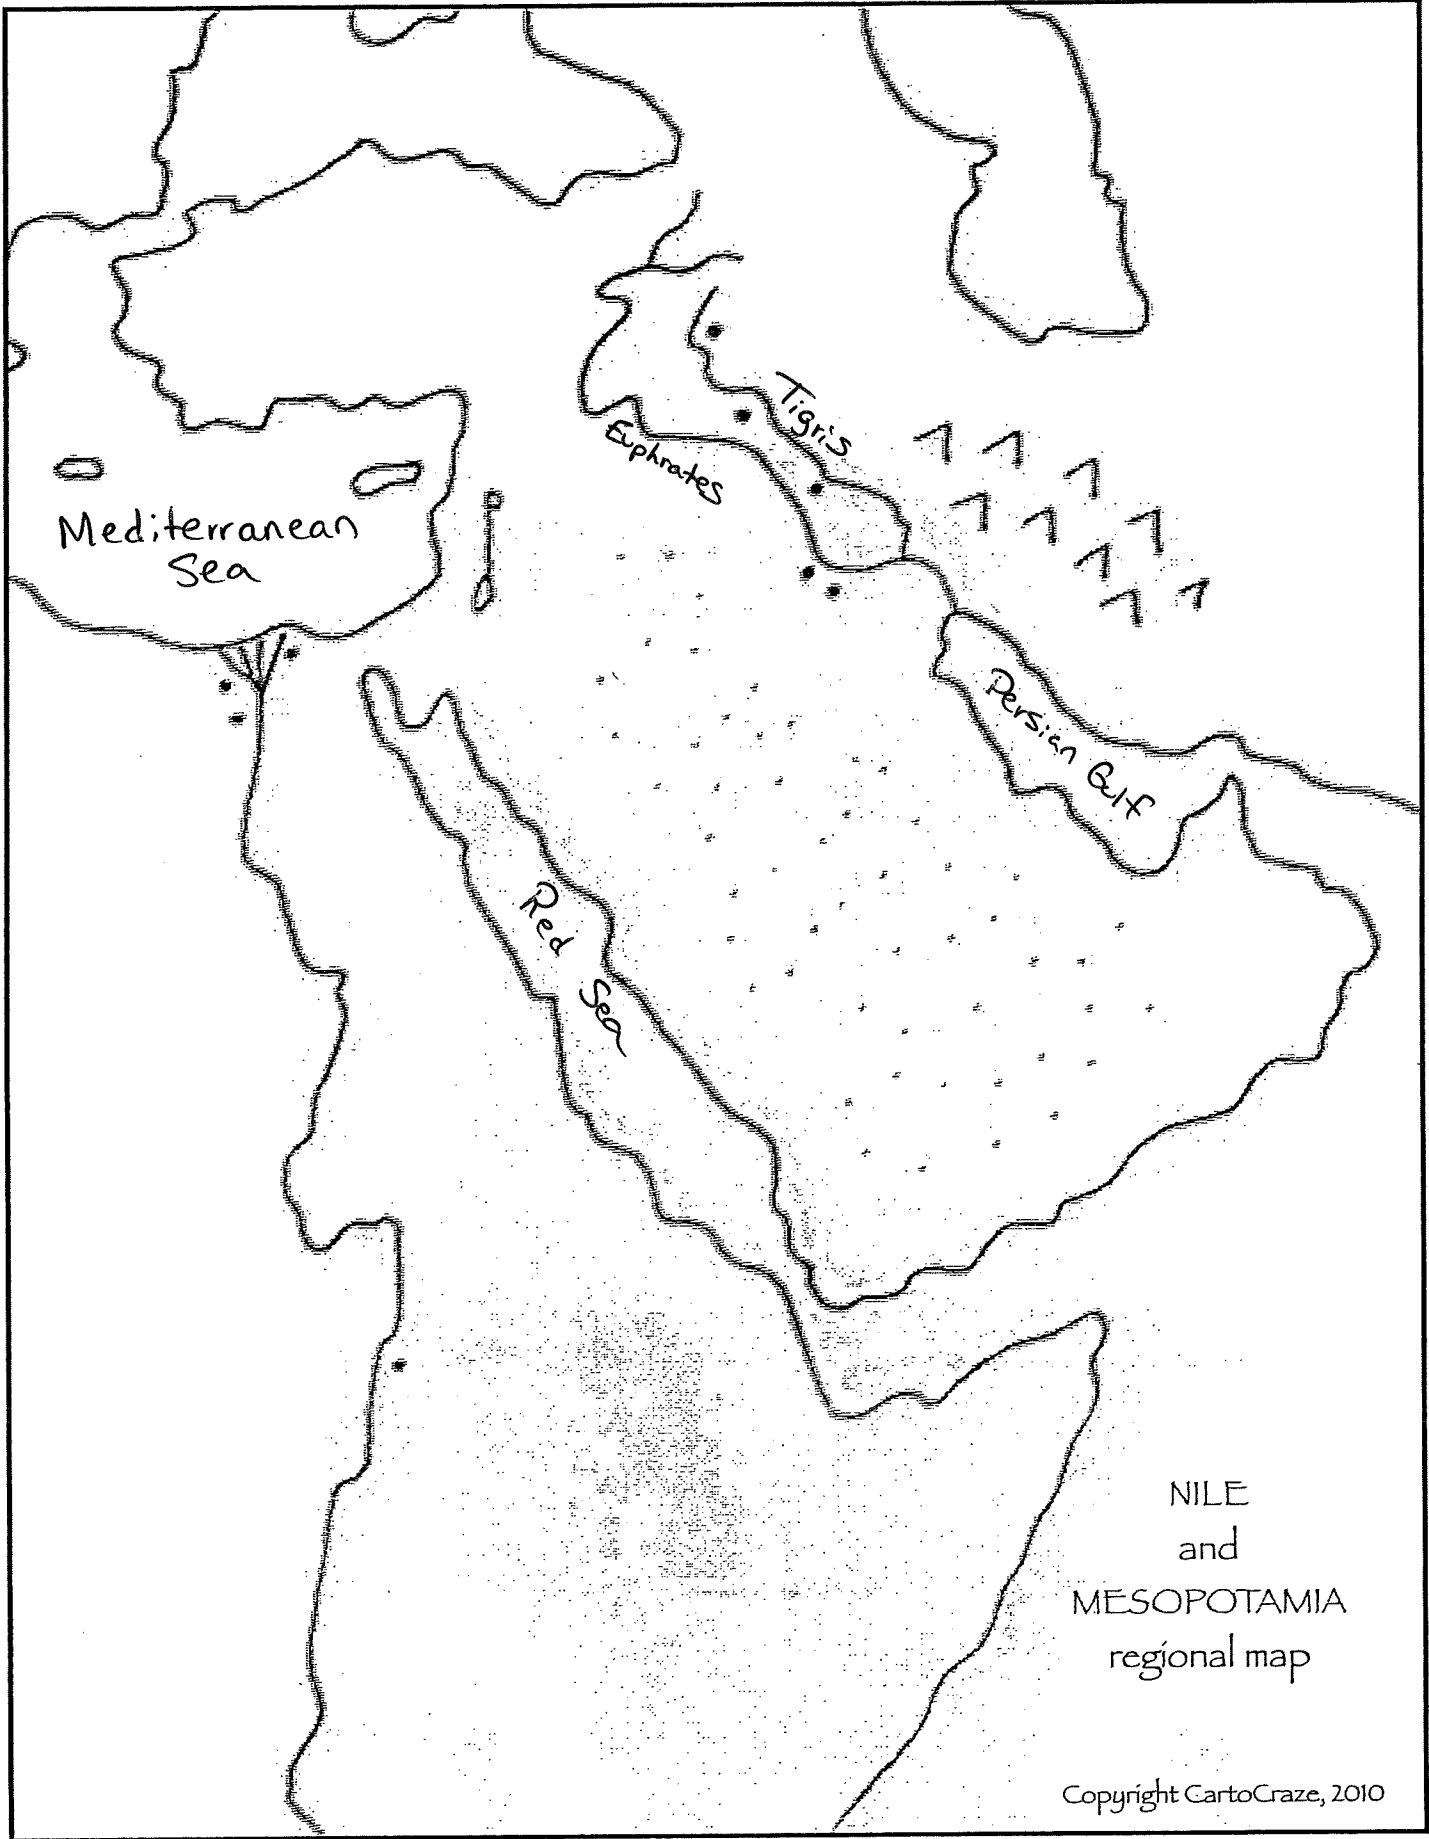 Tigris
Euphrates
Mediterranean
Sea
Persian Gulf
Red Sea
NILE
and
MESOPOTAMIA
regional map
Copyright CartoCraze, 2010